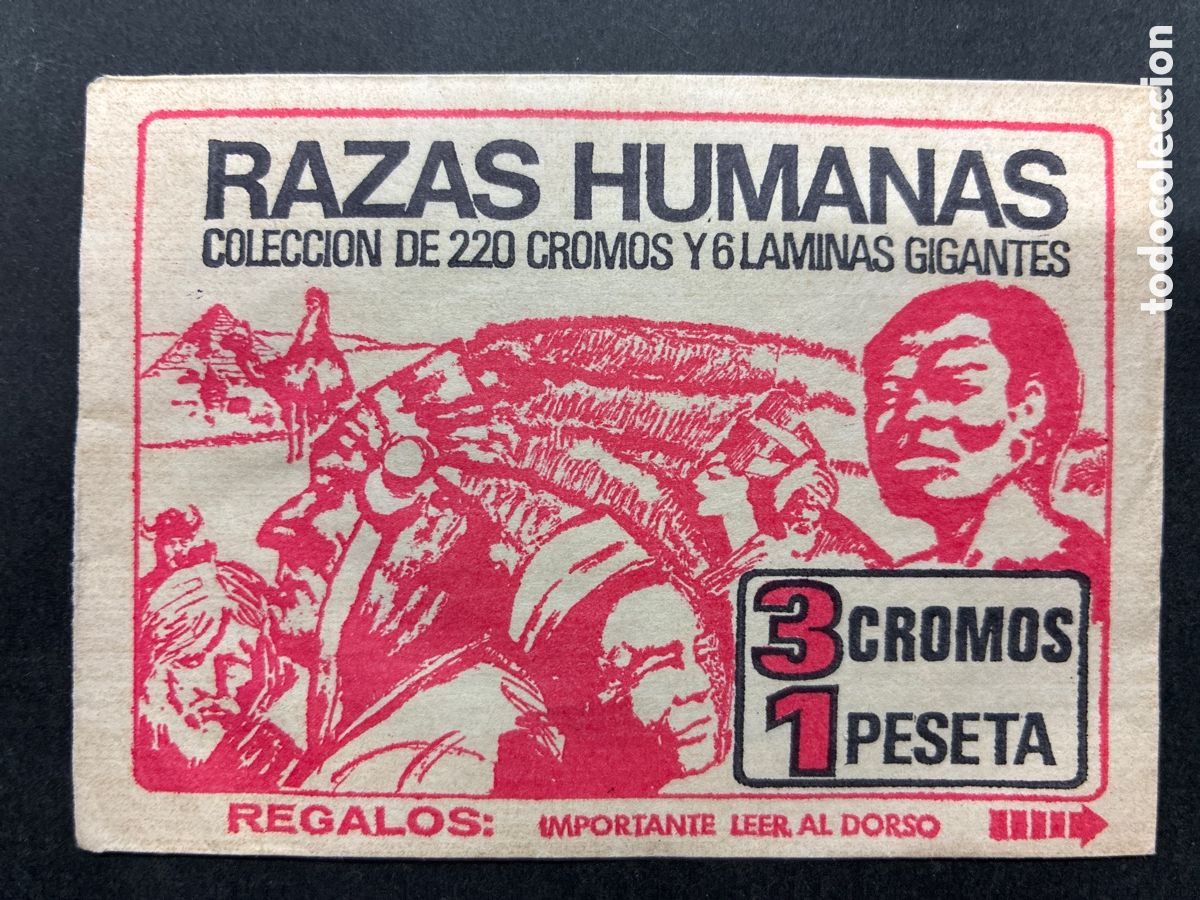 RAZAS HUMANAS
COLECCION DE 220 CROMOS Y 6 LAMINAS GIGANTES
3 CROMOS
1 PESETA
REGALOS: IMPORTANTE LEER AL DORSO
todocoleccion